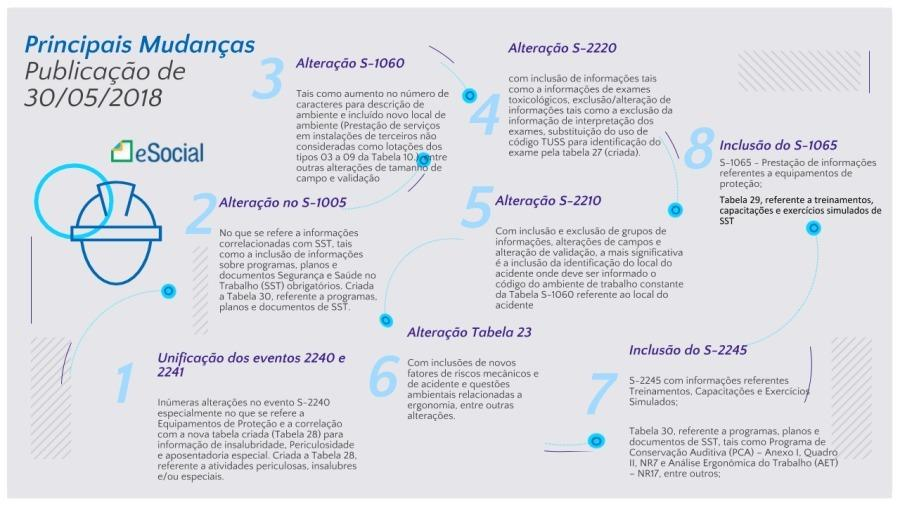 Principais Mudanças
Publicação de
30/05/2018
eSocial
1
Unificação dos eventos 2240 e
2241
Inúmeras alterações no evento S-2240
especialmente no que se refere a
Equipamentos de Proteção e a correlação
com a nova tabela criada (Tabela 28) para
informação de insalubridade, Periculosidade
e aposentadoria especial. Criada a Tabela 28,
referente a atividades periculosas, insalubres
e/ou especiais.
2
Alteração no S-1005
No que se refere a informações
correlacionadas com SST, tais
como a inclusão de informações
sobre programas, planos e
documentos Segurança e Saúde no
Trabalho (SST) obrigatórios. Criada
a Tabela 30, referente a programas,
planos e documentos de SST.
3
Alteração S-1060
Tais como aumento no número de
caracteres para descrição de
ambiente e incluído novo local de
ambiente (Prestação de serviços
em instalações de terceiros não
consideradas como lotações dos
tipos 03 a 09 da Tabela 10.), entre
outras alterações de tamanho de
campo e validação
4
Alteração S-2220
com inclusão de informações tais
como a informações de exames
toxicológicos, exclusão/alteração de
informações tais como a exclusão da
informação de interpretação dos
exames, substituição do uso de
código TUSS para identificação do
exame pela tabela 27 (criada).
5
Alteração S-2210
Com inclusão e exclusão de grupos de
informações, alterações de campos e
alteração de validação, a mais significativa
é a inclusão da identificação do local do
acidente onde deve ser informado o
código do ambiente de trabalho constante
da Tabela S-1060 referente ao local do
acidente
6
Alteração Tabela 23
Com inclusões de novos
fatores de riscos mecânicos e
de acidente e questões
ambientais relacionadas a
ergonomia, entre outras
alterações.
7
Inclusão do S-2245
S-2245 com informações referentes
Treinamentos, Capacitações e Exercícios
Simulados;
Tabela 30, referente a programas, planos e
documentos de SST, tais como Programa de
Conservação Auditiva (PCA) – Anexo I, Quadro
II, NR7 e Análise Ergonômica do Trabalho (AET)
– NR17, entre outros;
8
Inclusão do S-1065
S-1065 – Prestação de informações
referentes a equipamentos de
proteção;
Tabela 29, referente a treinamentos,
capacitações e exercícios simulados de
SST